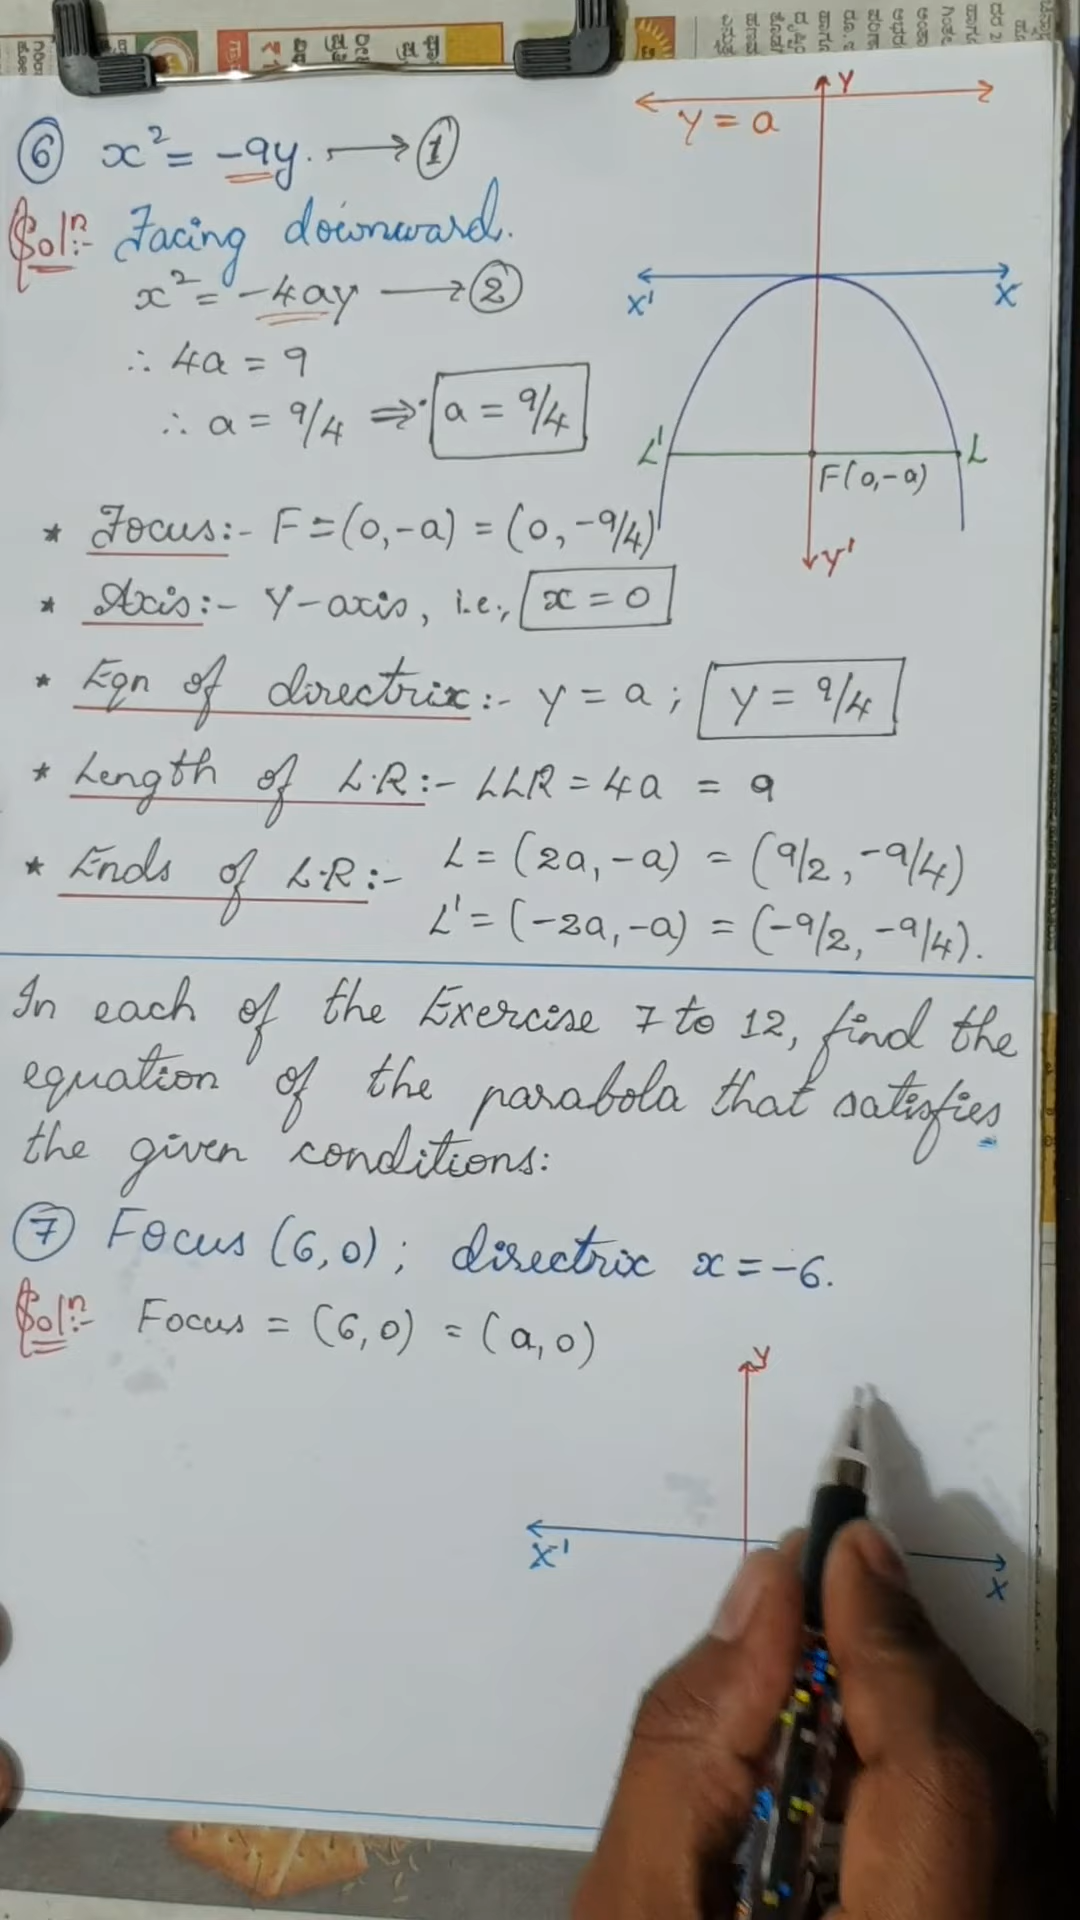 6 x² = -9y. → 1
Solⁿ:- Facing downward.
x² = -4ay → 2
∴ 4a = 9
∴ a = 9/4 ⇒ a = 9/4
Y
y = a
X' X
L' L
F(0,-a)
Y'
* Focus:- F = (0,-a) = (0, -9/4)
* Axis:- Y-axis, i.e., x = 0
* Eqn of directrix:- y = a ; y = 9/4
* Length of L.R:- LLR = 4a = 9
* Ends of L.R:- L = (2a, -a) = (9/2, -9/4)
L' = (-2a, -a) = (-9/2, -9/4).
In each of the Exercise 7 to 12, find the
equation of the parabola that satisfies
the given conditions:
7 Focus (6,0); directrix x = -6.
Solⁿ:- Focus = (6,0) = (a,0)
Y
X' X